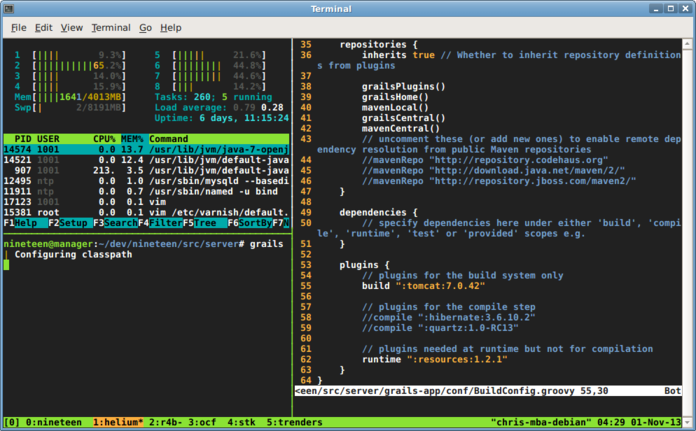 Terminal
File Edit View Terminal Go Help
1 [|||| 9.3%] 5 [||||| 21.6%]
2 [||||||||||65.2%] 6 [|||||||| 44.8%]
3 [|||| 14.0%] 7 [|||||||| 44.6%]
4 [|||| 15.9%] 8 [||| 14.2%]
Mem[||||1641/4013MB] Tasks: 260; 5 running
Swp[| 2/8191MB] Load average: 0.79 0.39 0.28
Uptime: 6 days, 11:15:24
PID USER CPU% MEM% Command
14574 1001 0.0 13.7 /usr/lib/jvm/java-7-openj
14521 1001 0.0 12.4 /usr/lib/jvm/default-java
907 1001 213. 3.5 /usr/lib/jvm/default-java
12495 ntp 0.0 1.0 /usr/sbin/mysqld --basedi
11911 ntp 0.0 0.7 /usr/sbin/named -u bind
17123 1001 0.0 0.1 vim
15381 root 0.0 0.1 vim /etc/varnish/default.
F1Help F2Setup F3SearchF4FilterF5Tree F6SortByF7N
nineteen@manager:~/dev/nineteen/src/server# grails
| Configuring classpath
35 repositories {
36 inherits true // Whether to inherit repository definition
s from plugins
37
38 grailsPlugins()
39 grailsHome()
40 mavenLocal()
41 grailsCentral()
42 mavenCentral()
43 // uncomment these (or add new ones) to enable remote dep
endency resolution from public Maven repositories
44 //mavenRepo "http://repository.codehaus.org"
45 //mavenRepo "http://download.java.net/maven/2/"
46 //mavenRepo "http://repository.jboss.com/maven2/"
47 }
48
49 dependencies {
50 // specify dependencies here under either 'build', 'compi
le', 'runtime', 'test' or 'provided' scopes e.g.
51 }
52
53 plugins {
54 // plugins for the build system only
55 build ":tomcat:7.0.42"
56
57 // plugins for the compile step
58 //compile ":hibernate:3.6.10.2"
59 //compile ":quartz:1.0-RC13"
60
61 // plugins needed at runtime but not for compilation
62 runtime ":resources:1.2.1"
63 }
64 }
<een/src/server/grails-app/conf/BuildConfig.groovy 55,30 Bot
[0] 0:nineteen 1:helium* 2:r4b- 3:ocf 4:stk 5:trenders "chris-mba-debian" 04:29 01-Nov-13